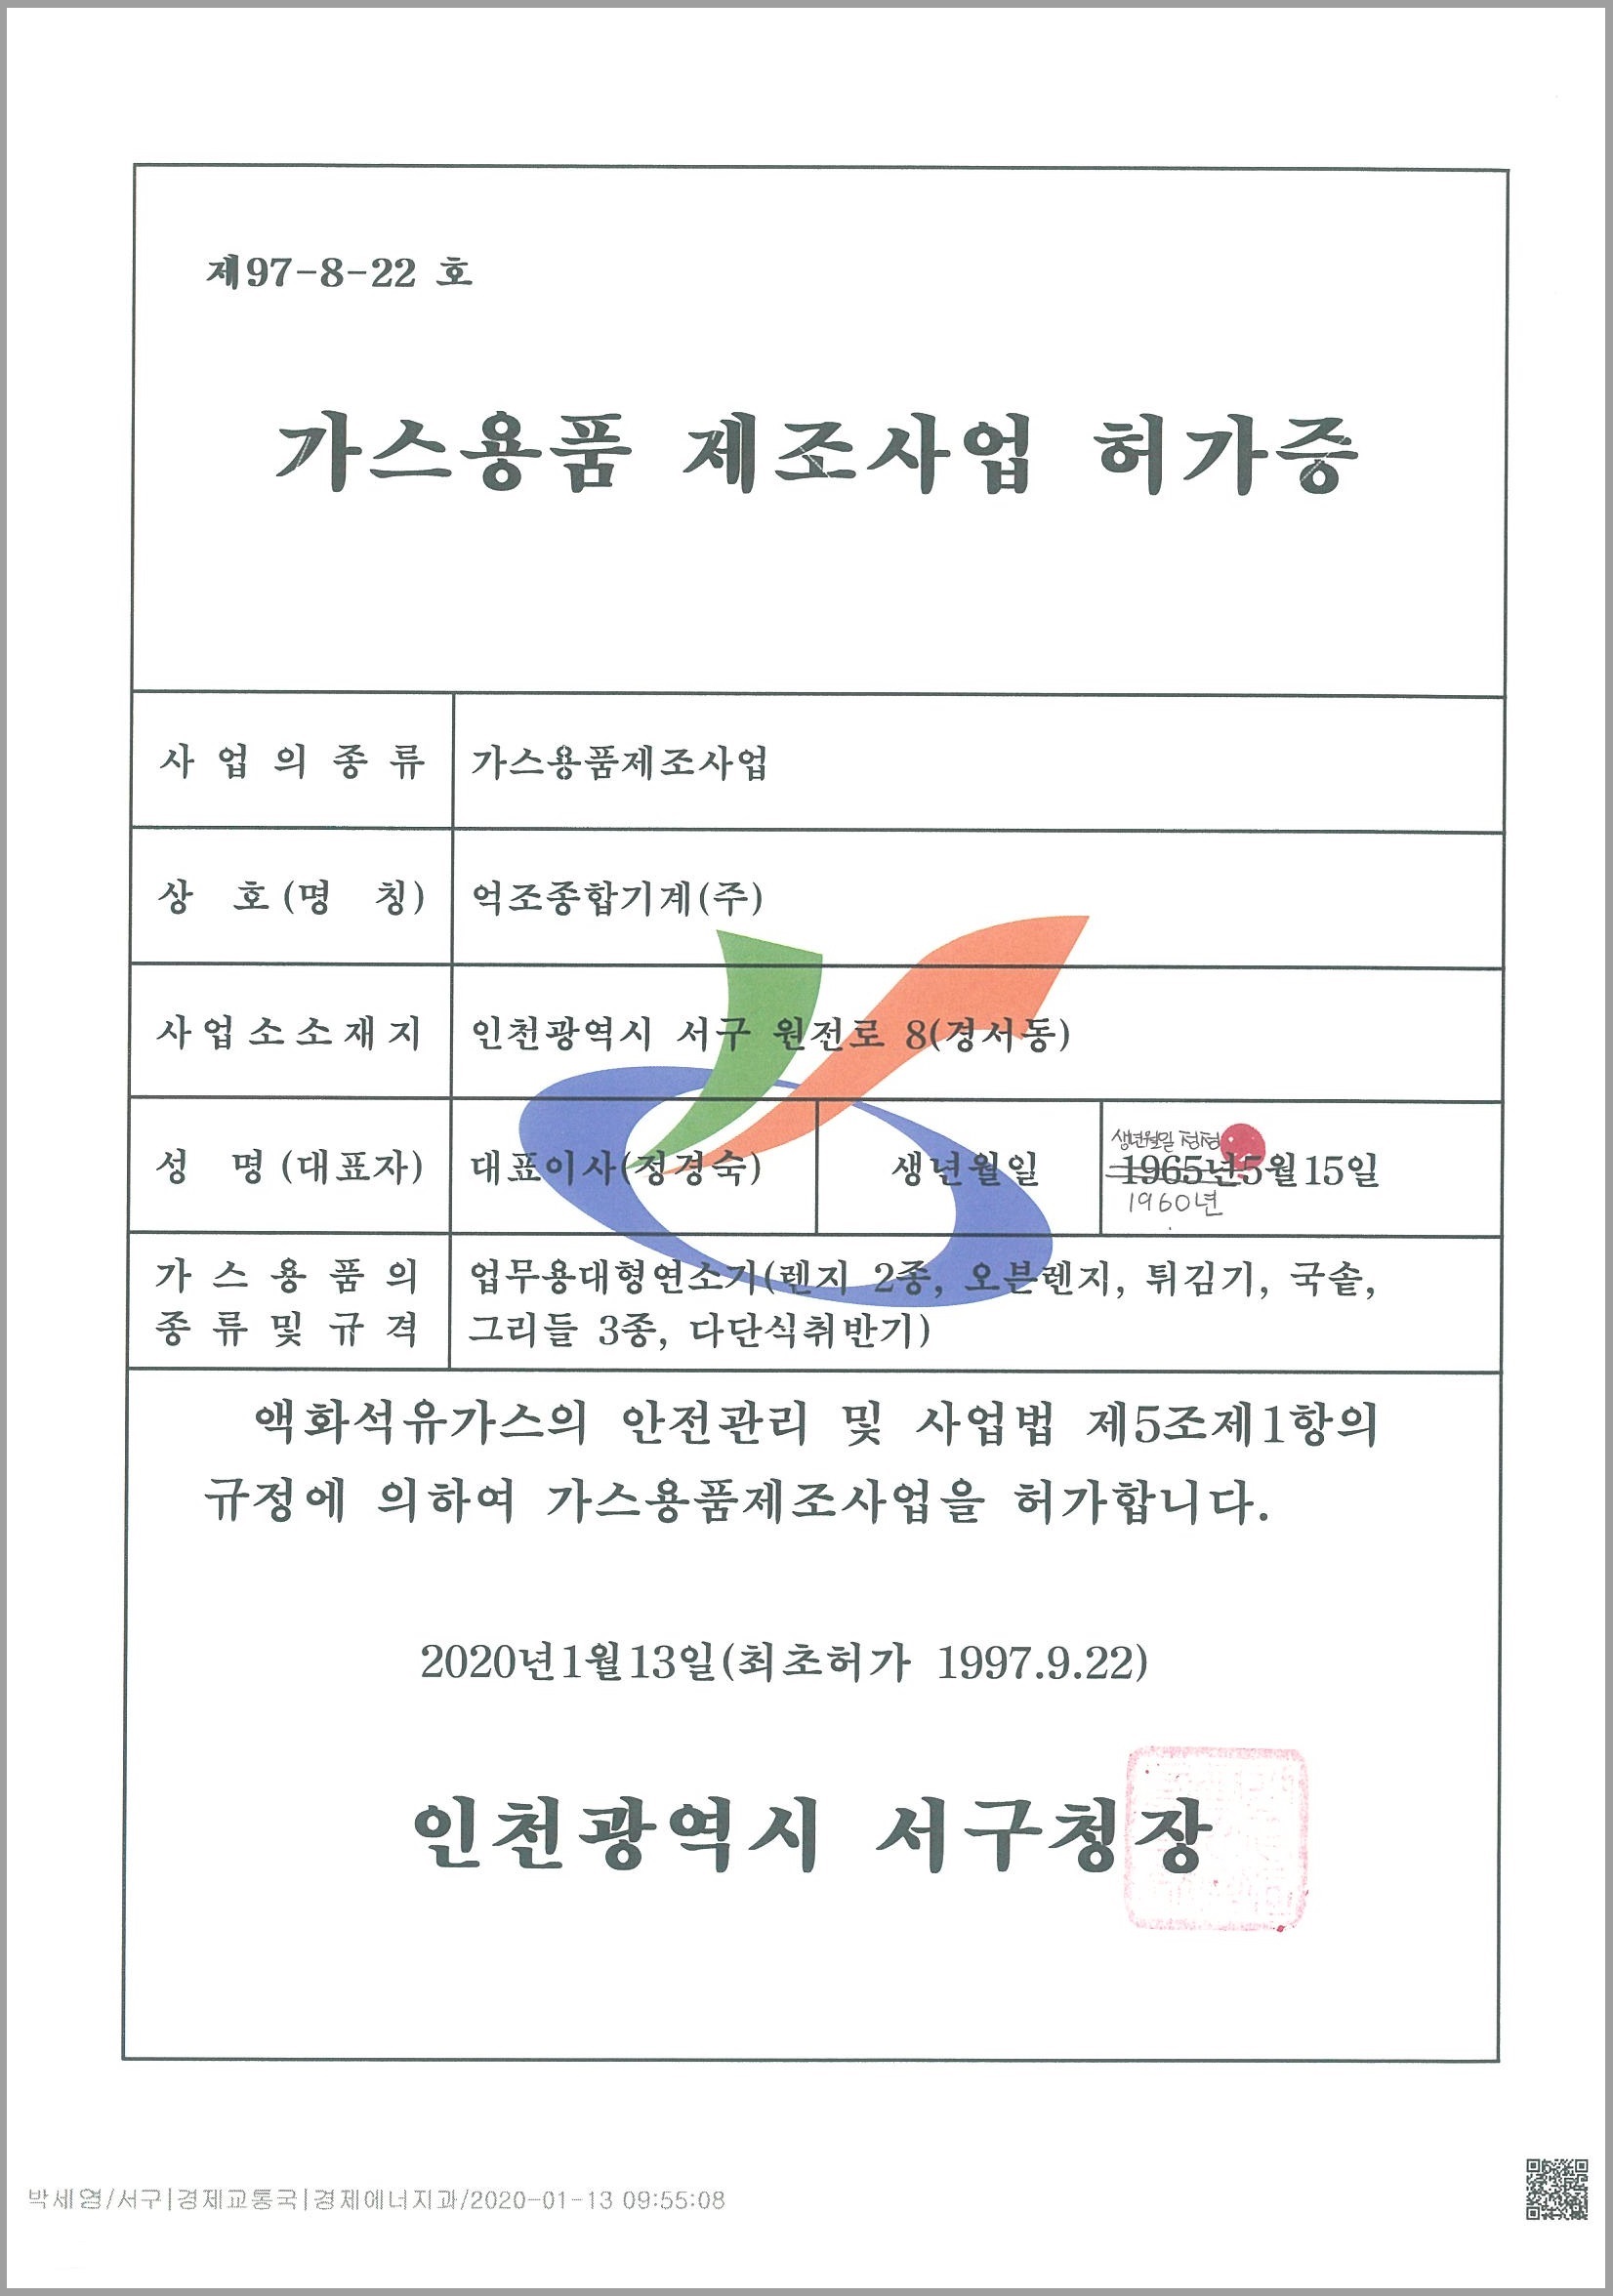 제97-8-22 호
가스용품 제조사업 허가증
사 업 의 종 류 가스용품제조사업
상 호 (명 칭) 억조종합기계(주)
사업소소재지 인천광역시 서구 원전로 8(경서동)
생년월일 정정
성 명 (대표자) 대표이사(정경숙) 생년월일 1965년5월15일
1960년
가 스 용 품 의 업무용대형연소기(렌지 2종, 오븐렌지, 튀김기, 국솥,
종 류 및 규 격 그리들 3종, 다단식취반기)
액화석유가스의 안전관리 및 사업법 제5조제1항의
규정에 의하여 가스용품제조사업을 허가합니다.
2020년1월13일(최초허가 1997.9.22)
인천광역시 서구청장
박세영/서구|경제교통국|경제에너지과/2020-01-13 09:55:08